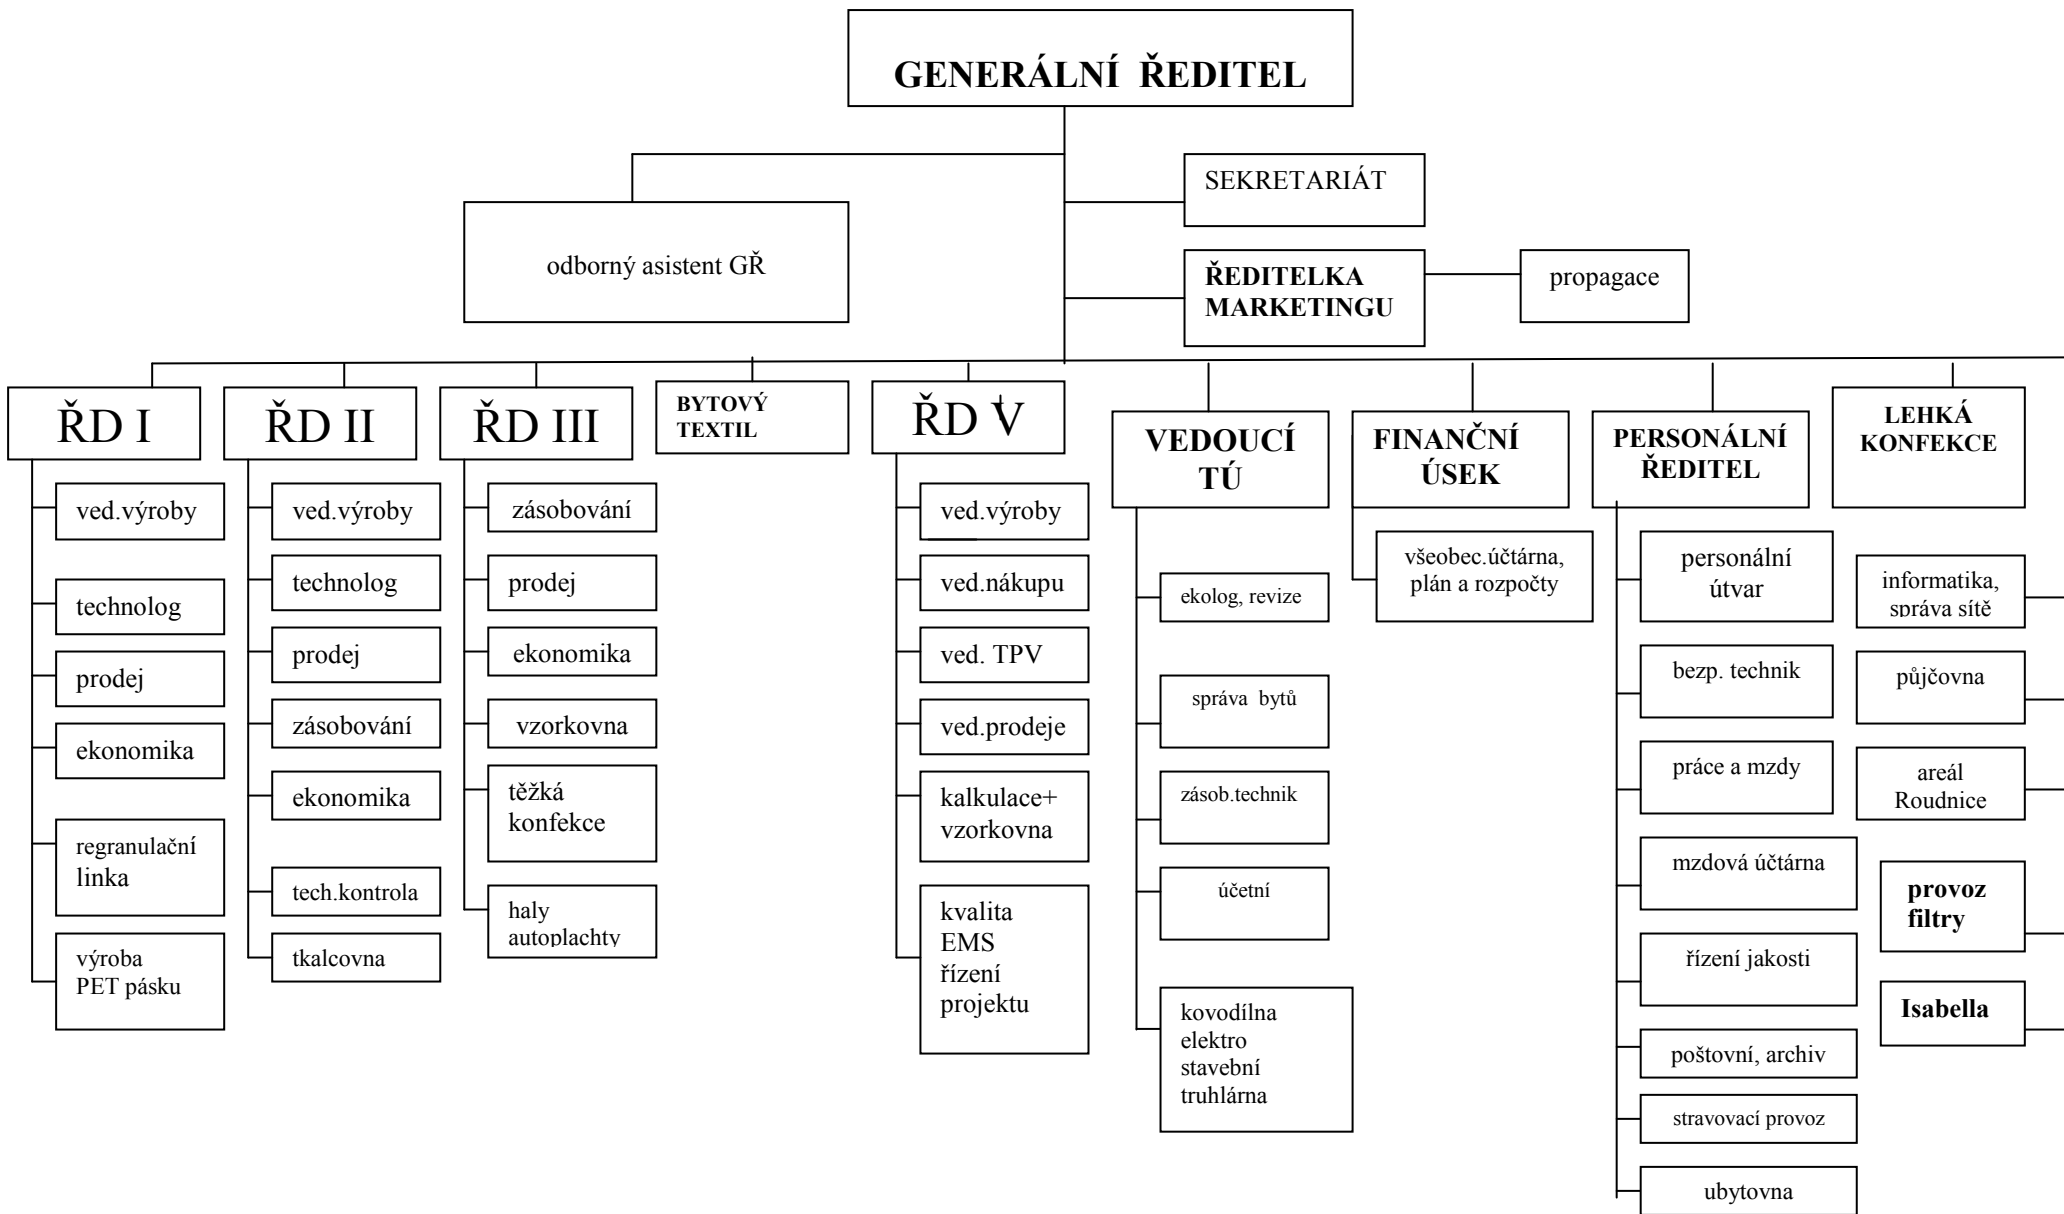 GENERÁLNÍ ŘEDITEL
SEKRETARIÁT
odborný asistent GŘ
ŘEDITELKA
MARKETINGU
propagace
ŘD I
ŘD II
ŘD III
BYTOVÝ
TEXTIL
ŘD V
VEDOUCÍ
TÚ
FINANČNÍ
ÚSEK
PERSONÁLNÍ
ŘEDITEL
LEHKÁ
KONFEKCE
ved.výroby
technolog
prodej
ekonomika
regranulační
linka
výroba
PET pásku
ved.výroby
technolog
prodej
zásobování
ekonomika
tech.kontrola
tkalcovna
zásobování
prodej
ekonomika
vzorkovna
těžká
konfekce
haly
autoplachty
ved.výroby
ved.nákupu
ved. TPV
ved.prodeje
kalkulace+
vzorkovna
kvalita
EMS
řízení
projektu
ekolog, revize
správa bytů
zásob.technik
účetní
kovodílna
elektro
stavební
truhlárna
všeobec.účtárna,
plán a rozpočty
personální
útvar
bezp. technik
práce a mzdy
mzdová účtárna
řízení jakosti
poštovní, archiv
stravovací provoz
ubytovna
informatika,
správa sítě
půjčovna
areál
Roudnice
provoz
filtry
Isabella